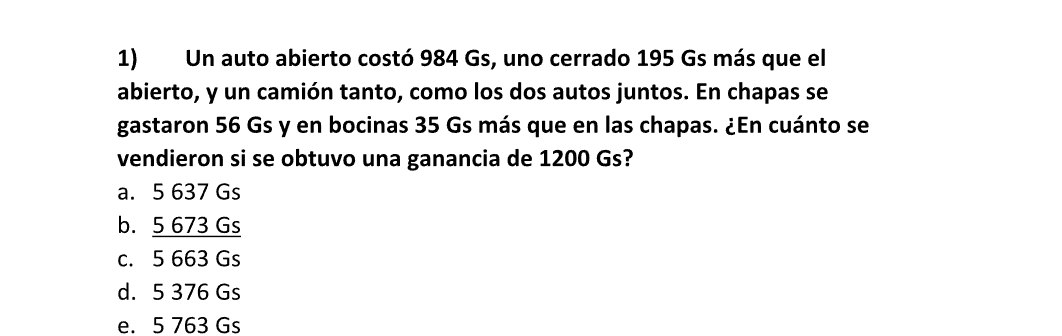 1) Un auto abierto costó 984 Gs, uno cerrado 195 Gs más que el
abierto, y un camión tanto, como los dos autos juntos. En chapas se
gastaron 56 Gs y en bocinas 35 Gs más que en las chapas. ¿En cuánto se
vendieron si se obtuvo una ganancia de 1200 Gs?
a. 5 637 Gs
b. 5 673 Gs
c. 5 663 Gs
d. 5 376 Gs
e. 5 763 Gs